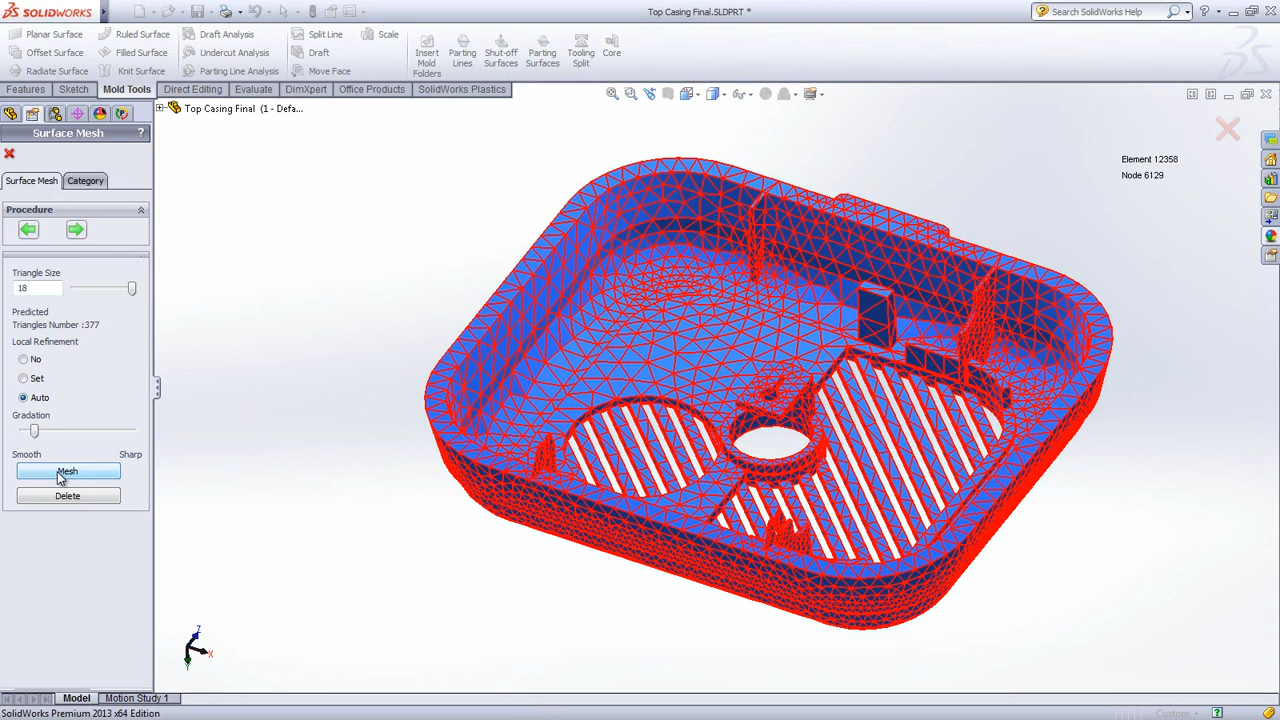 SOLIDWORKS
Top Casing Final.SLDPRT *
Search SolidWorks Help
Planar Surface
Ruled Surface
Draft Analysis
Split Line
Scale
Offset Surface
Filled Surface
Undercut Analysis
Draft
Radiate Surface
Knit Surface
Parting Line Analysis
Move Face
Insert Mold Folders
Parting Lines
Shut-off Surfaces
Parting Surfaces
Tooling Split
Core
Features
Sketch
Mold Tools
Direct Editing
Evaluate
DimXpert
Office Products
SolidWorks Plastics
Top Casing Final (1 - Defa...
Surface Mesh
?
Surface Mesh
Category
Procedure
Triangle Size
18
Predicted
Triangles Number :377
Local Refinement
No
Set
Auto
Gradation
Smooth
Sharp
Mesh
Delete
Element 12358
Node 6129
Z
X
Y
Model
Motion Study 1
SolidWorks Premium 2013 x64 Edition
Custom